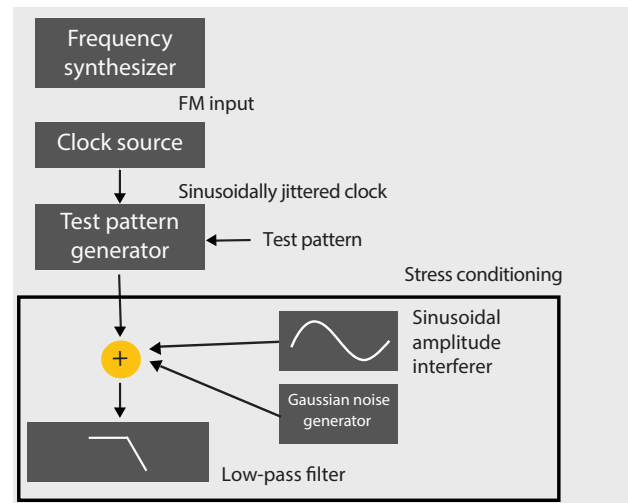 Frequency
synthesizer
FM input
Clock source
Sinusoidally jittered clock
Test pattern
generator
Test pattern
Stress conditioning
+
Sinusoidal
amplitude
interferer
Gaussian noise
generator
Low-pass filter